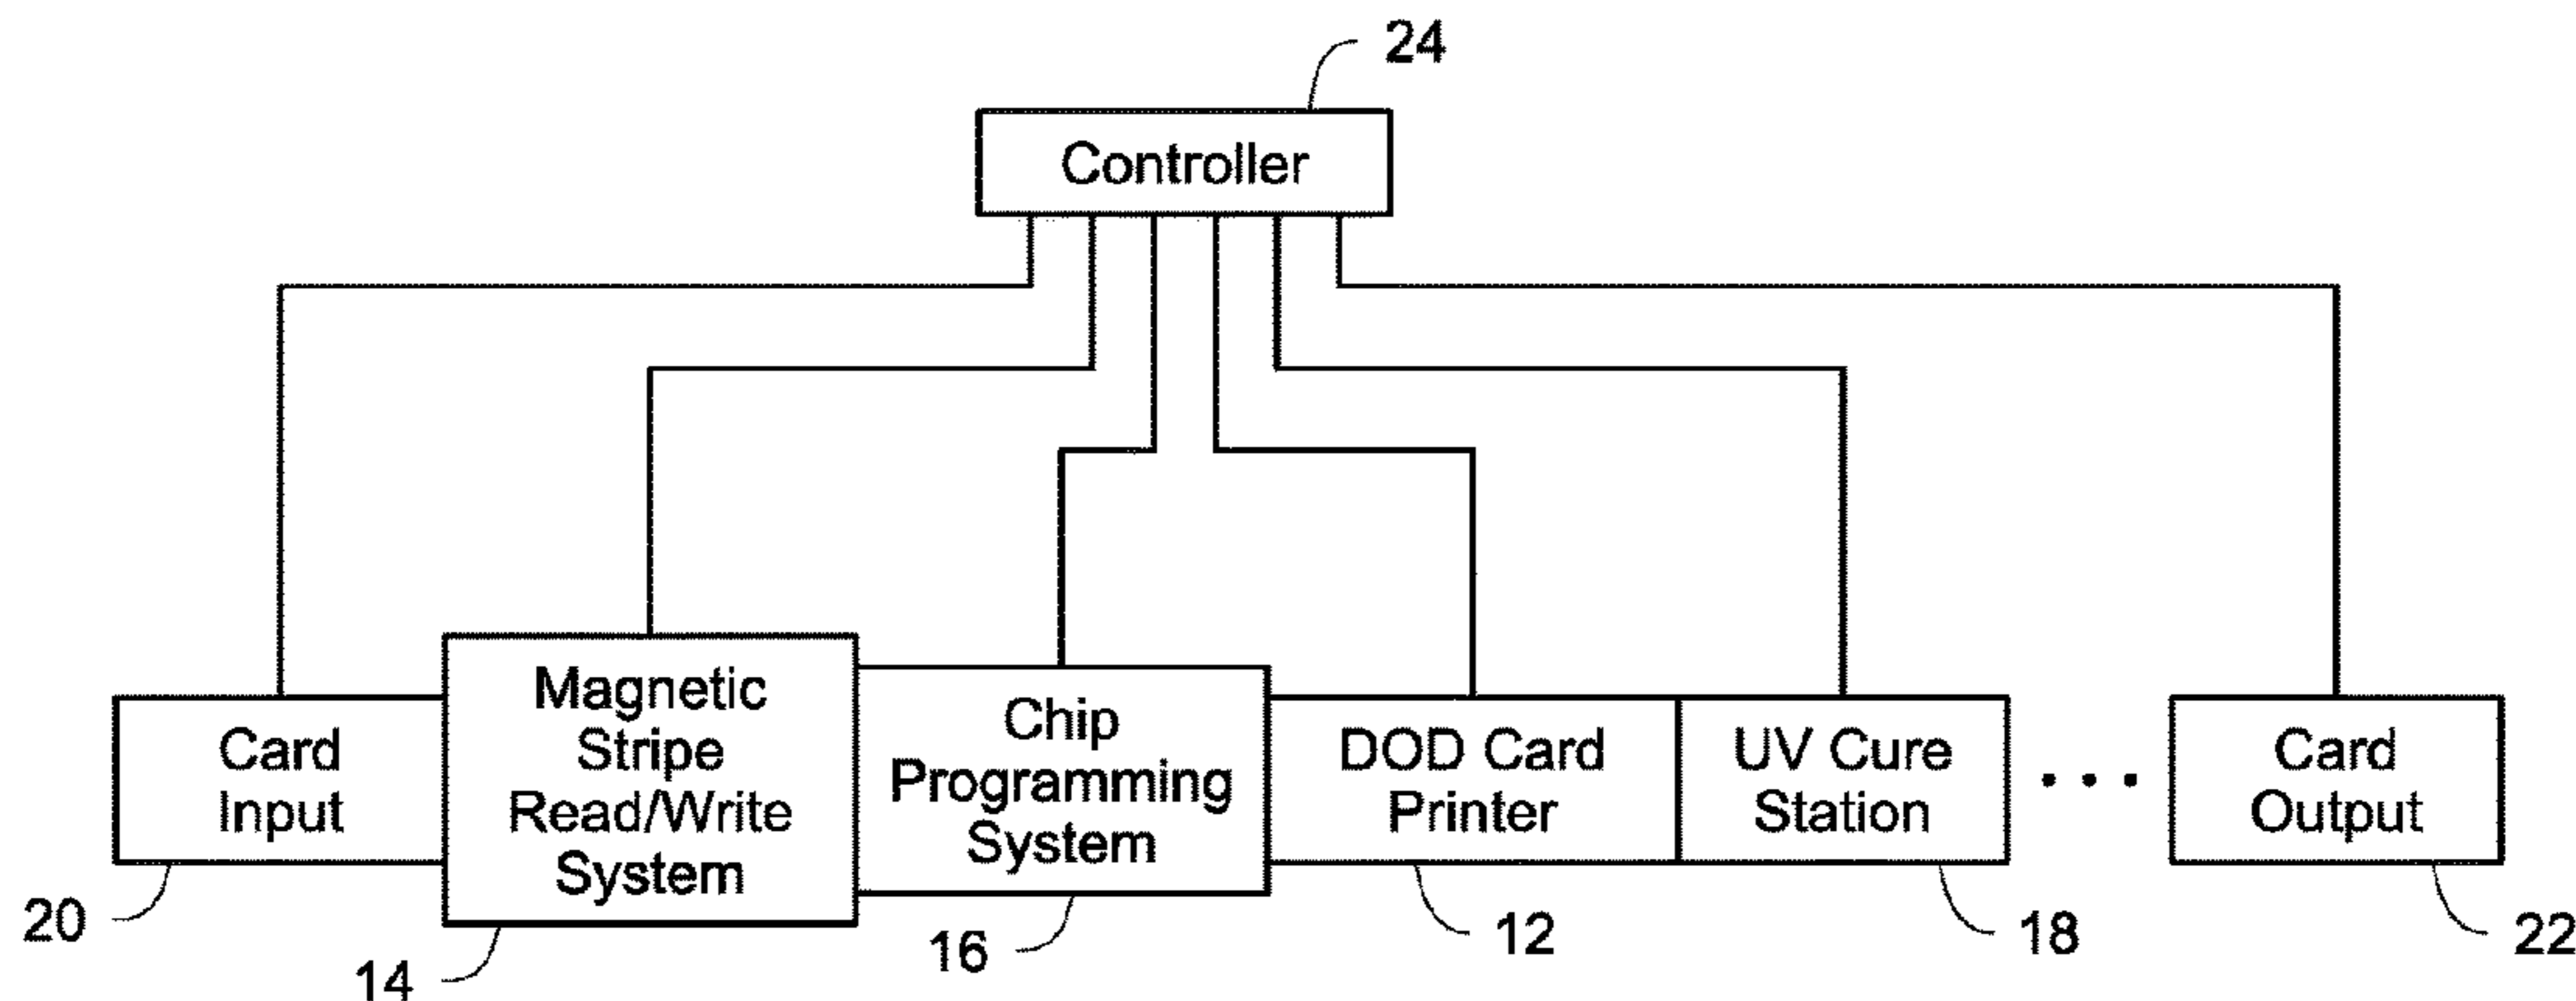 24
Controller
Card
Input
Magnetic
Stripe
Read/Write
System
Chip
Programming
System
DOD Card
Printer
UV Cure
Station
...
Card
Output
20
14
16
12
18
22